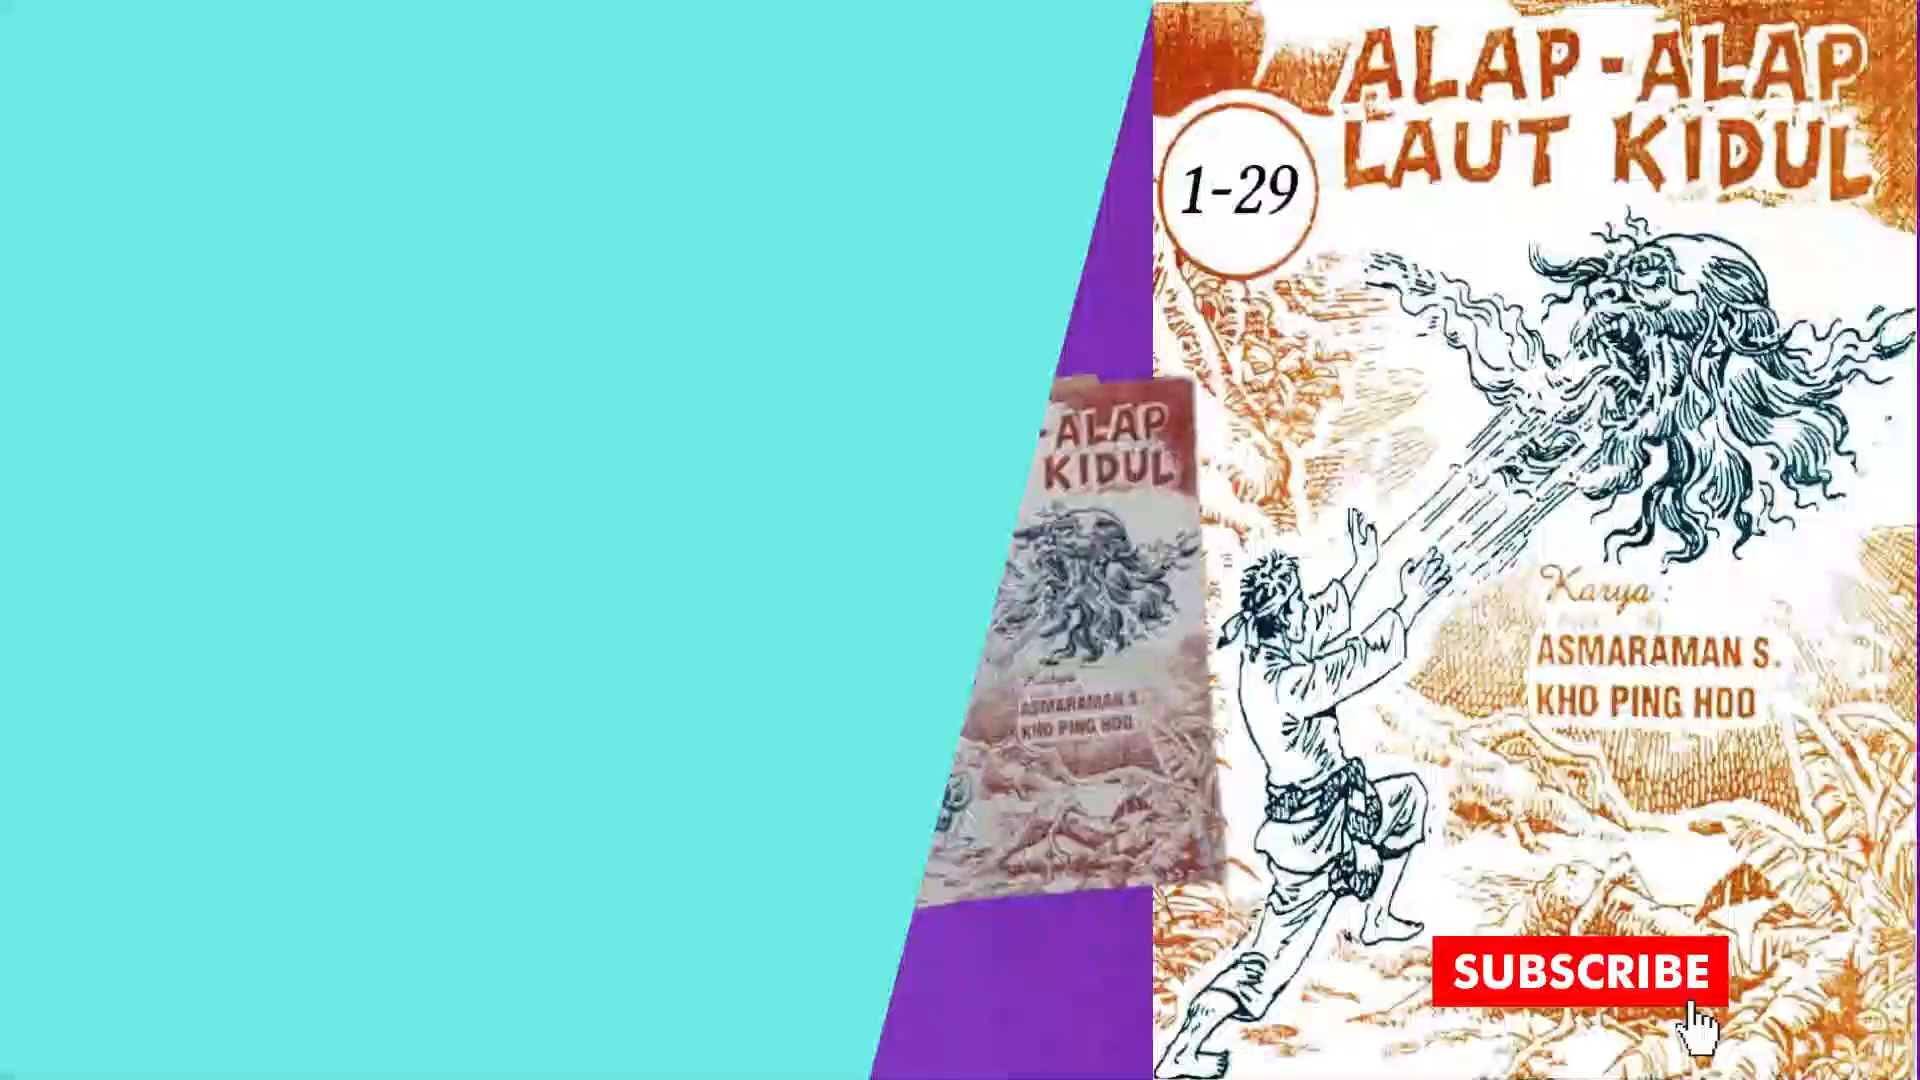 ALAP-ALAP
LAUT KIDUL
1-29
-ALAP
KIDUL
Karya :
ASMARAMAN S.
KHO PING HOO
ASMARAMAN S.
KHO PING HOO
SUBSCRIBE